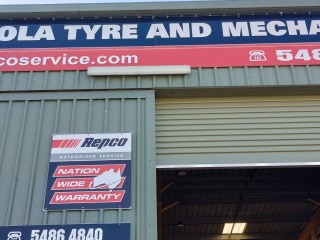 OLA TYRE AND MECHA
coservice.com
548
Repco
AUTHORISED SERVICE
NATION
WIDE
WARRANTY
5486 4840